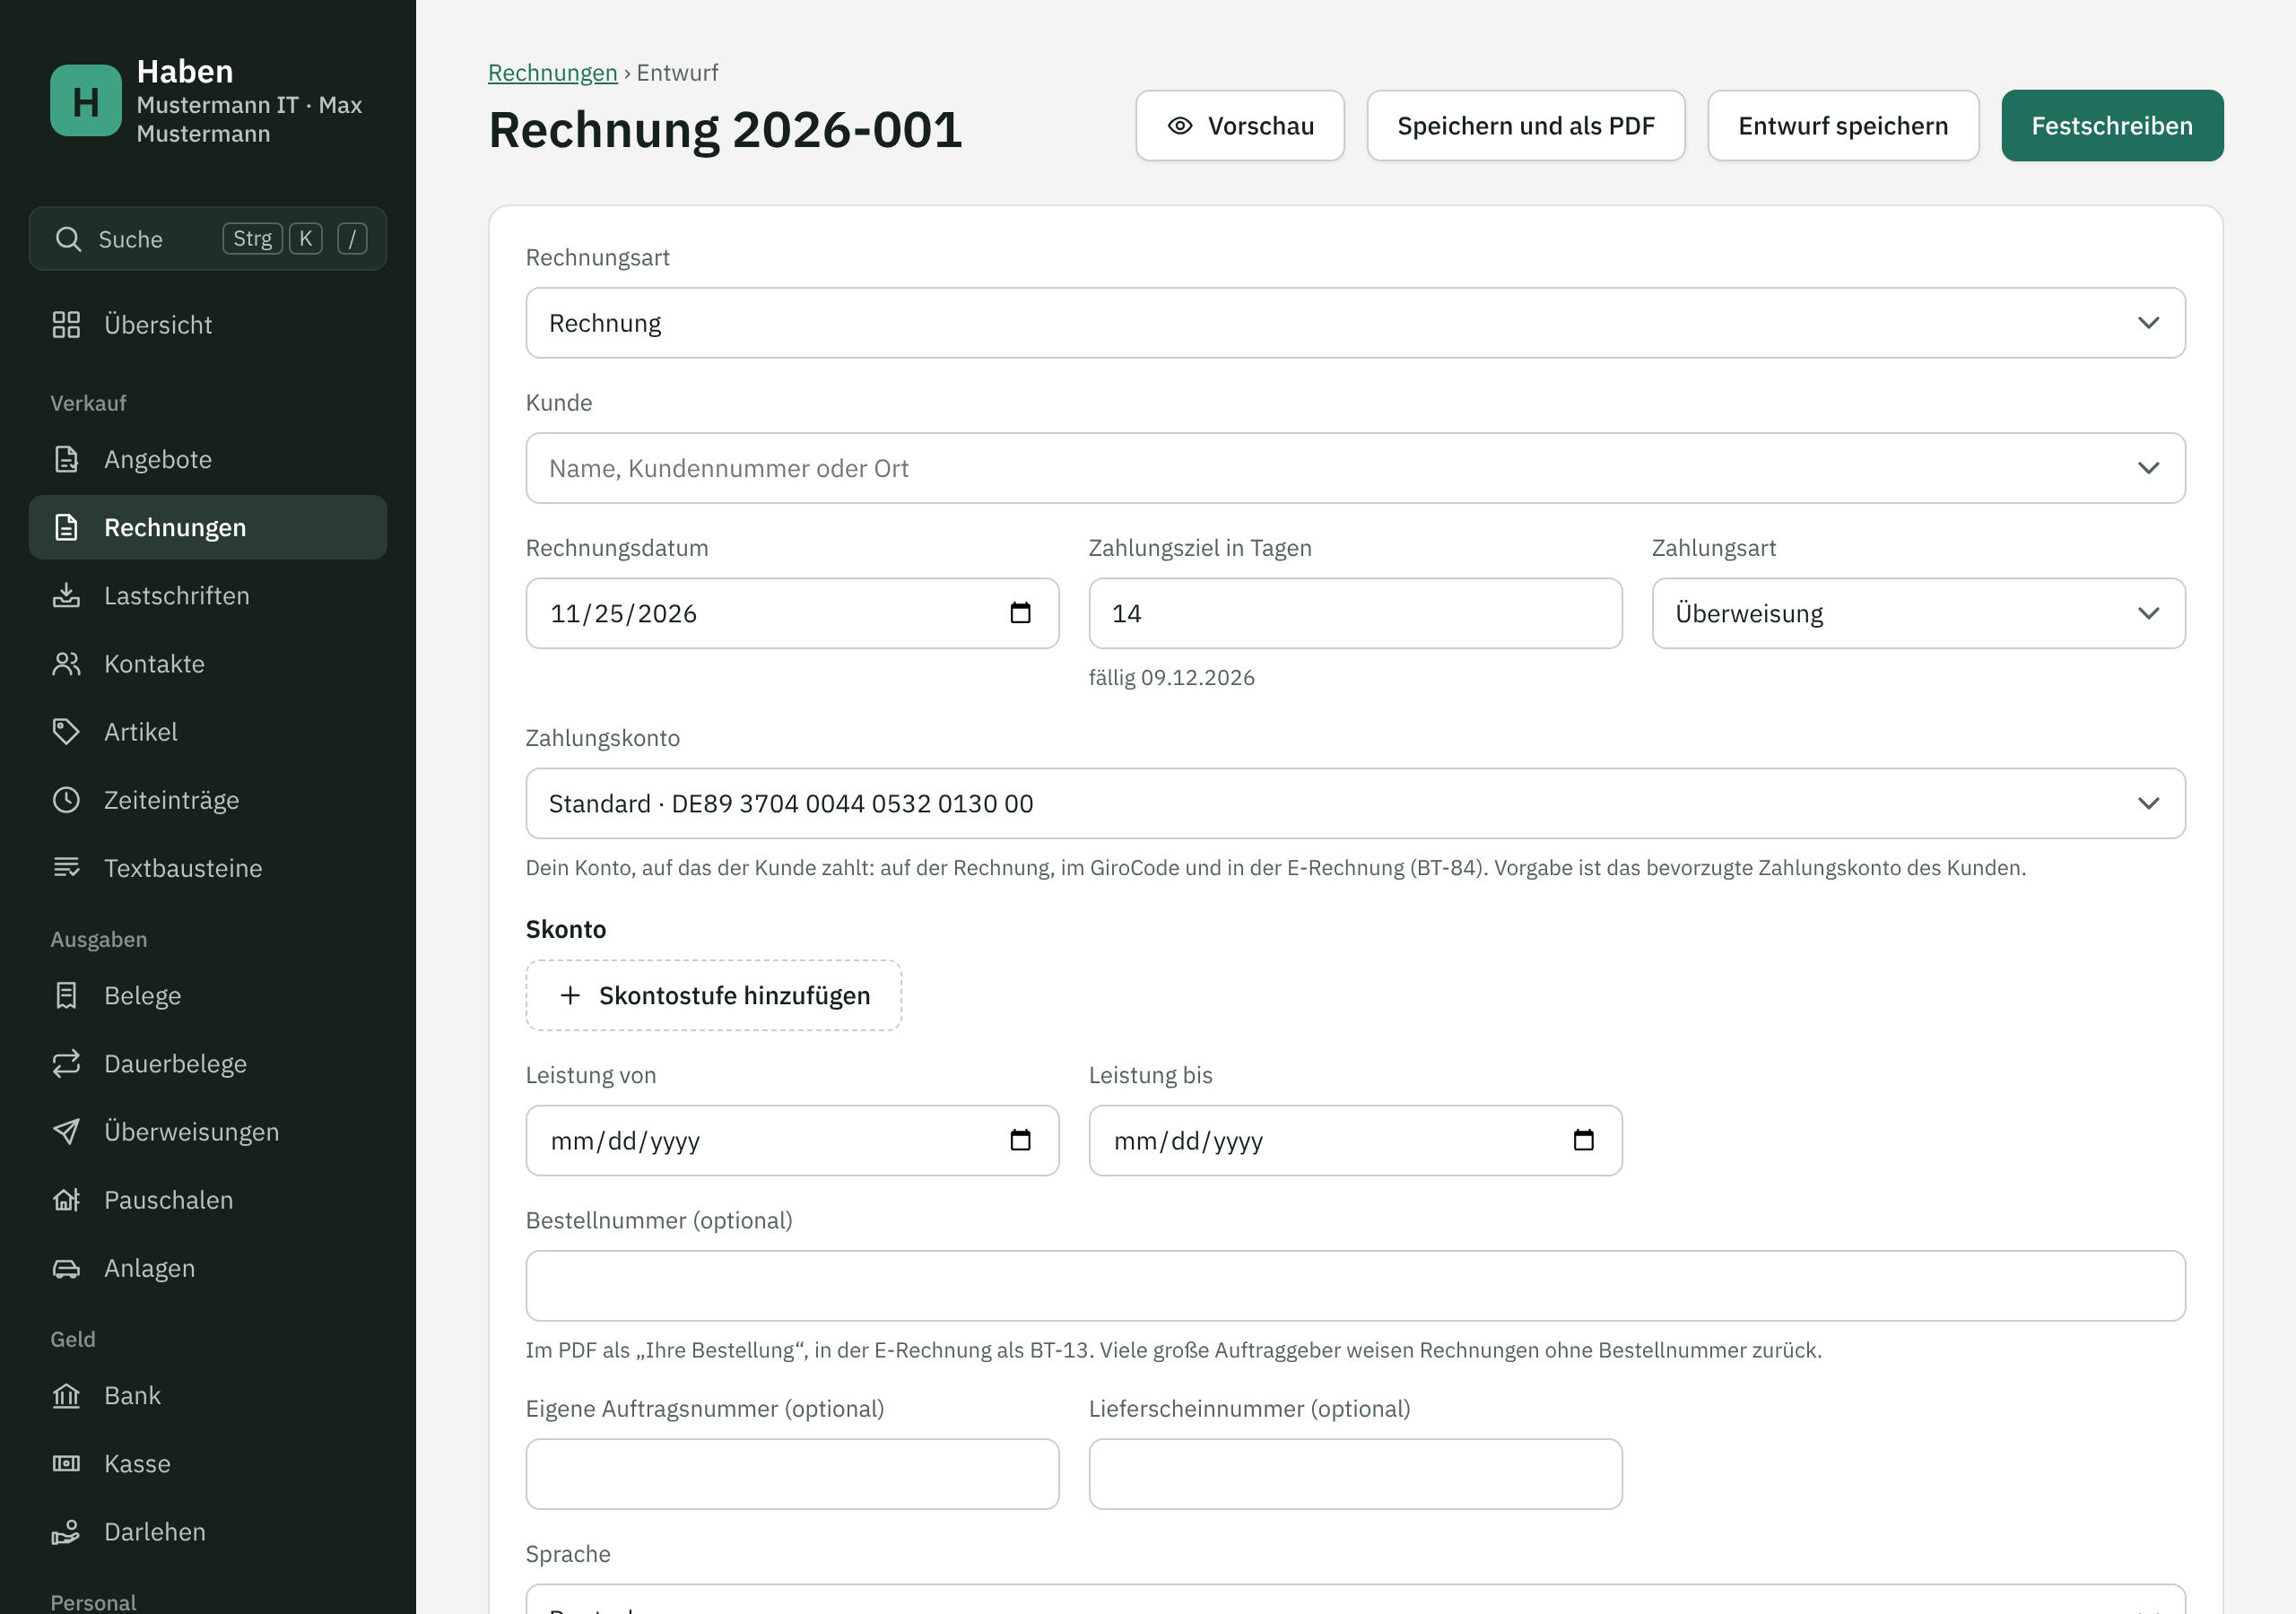 H
Haben
Mustermann IT · Max
Mustermann
Suche Strg K /
Übersicht
Verkauf
Angebote
Rechnungen
Lastschriften
Kontakte
Artikel
Zeiteinträge
Textbausteine
Ausgaben
Belege
Dauerbelege
Überweisungen
Pauschalen
Anlagen
Geld
Bank
Kasse
Darlehen
Personal
Rechnungen › Entwurf
Rechnung 2026-001
Vorschau
Speichern und als PDF
Entwurf speichern
Festschreiben
Rechnungsart
Rechnung
Kunde
Name, Kundennummer oder Ort
Rechnungsdatum Zahlungsziel in Tagen Zahlungsart
11/25/2026 14 Überweisung
fällig 09.12.2026
Zahlungskonto
Standard · DE89 3704 0044 0532 0130 00
Dein Konto, auf das der Kunde zahlt: auf der Rechnung, im GiroCode und in der E-Rechnung (BT-84). Vorgabe ist das bevorzugte Zahlungskonto des Kunden.
Skonto
+ Skontostufe hinzufügen
Leistung von Leistung bis
mm/dd/yyyy mm/dd/yyyy
Bestellnummer (optional)
Im PDF als „Ihre Bestellung“, in der E-Rechnung als BT-13. Viele große Auftraggeber weisen Rechnungen ohne Bestellnummer zurück.
Eigene Auftragsnummer (optional) Lieferscheinnummer (optional)
Sprache